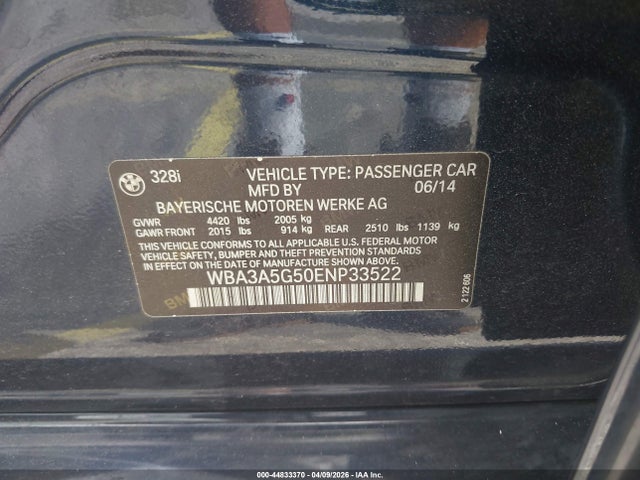 328i VEHICLE TYPE: PASSENGER CAR
MFD BY 06/14
BAYERISCHE MOTOREN WERKE AG
GVWR 4420 lbs 2005 kg
GAWR FRONT 2015 lbs 914 kg REAR 2510 lbs 1139 kg
THIS VEHICLE CONFORMS TO ALL APPLICABLE U.S. FEDERAL MOTOR
VEHICLE SAFETY, BUMPER, AND THEFT PREVENTION STANDARDS
IN EFFECT ON THE DATE OF MANUFACTURE SHOWN ABOVE.
WBA3A5G50ENP33522
2 122 606
000-44833370 - 04/09/2026 - IAA Inc.